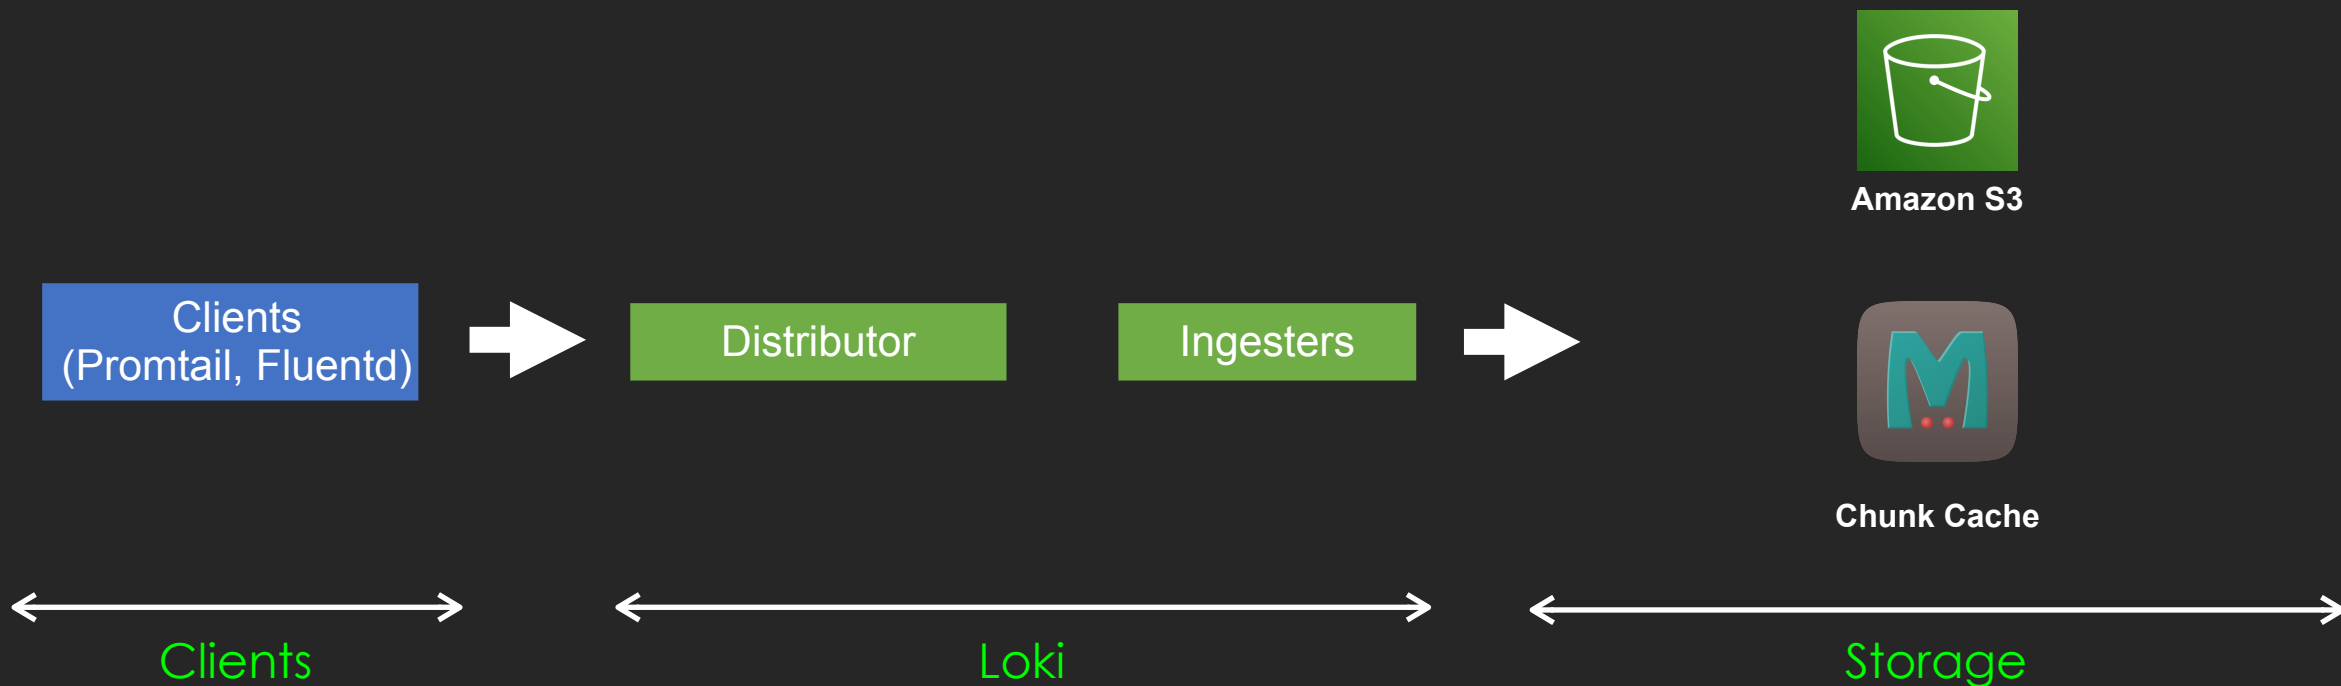 Amazon S3
Clients
(Promtail, Fluentd)
Distributor
Ingesters
Chunk Cache
Clients
Loki
Storage